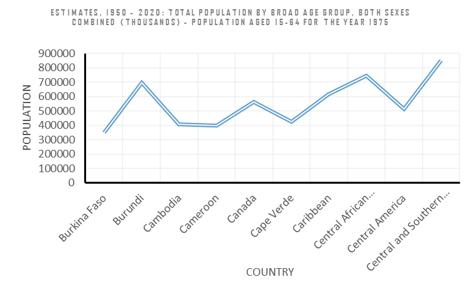 ESTIMATES, 1950 - 2020: TOTAL POPULATION BY BROAD AGE GROUP, BOTH SEXES
COMBINED (THOUSANDS) - POPULATION AGED 15-64 FOR THE YEAR 1975
900000
800000
700000
600000
500000
400000
300000
200000
100000
0
POPULATION
Burkina Faso
Burundi
Cambodia
Cameroon
Canada
Cape Verde
Caribbean
Central African...
Central America
Central and Southern...
COUNTRY